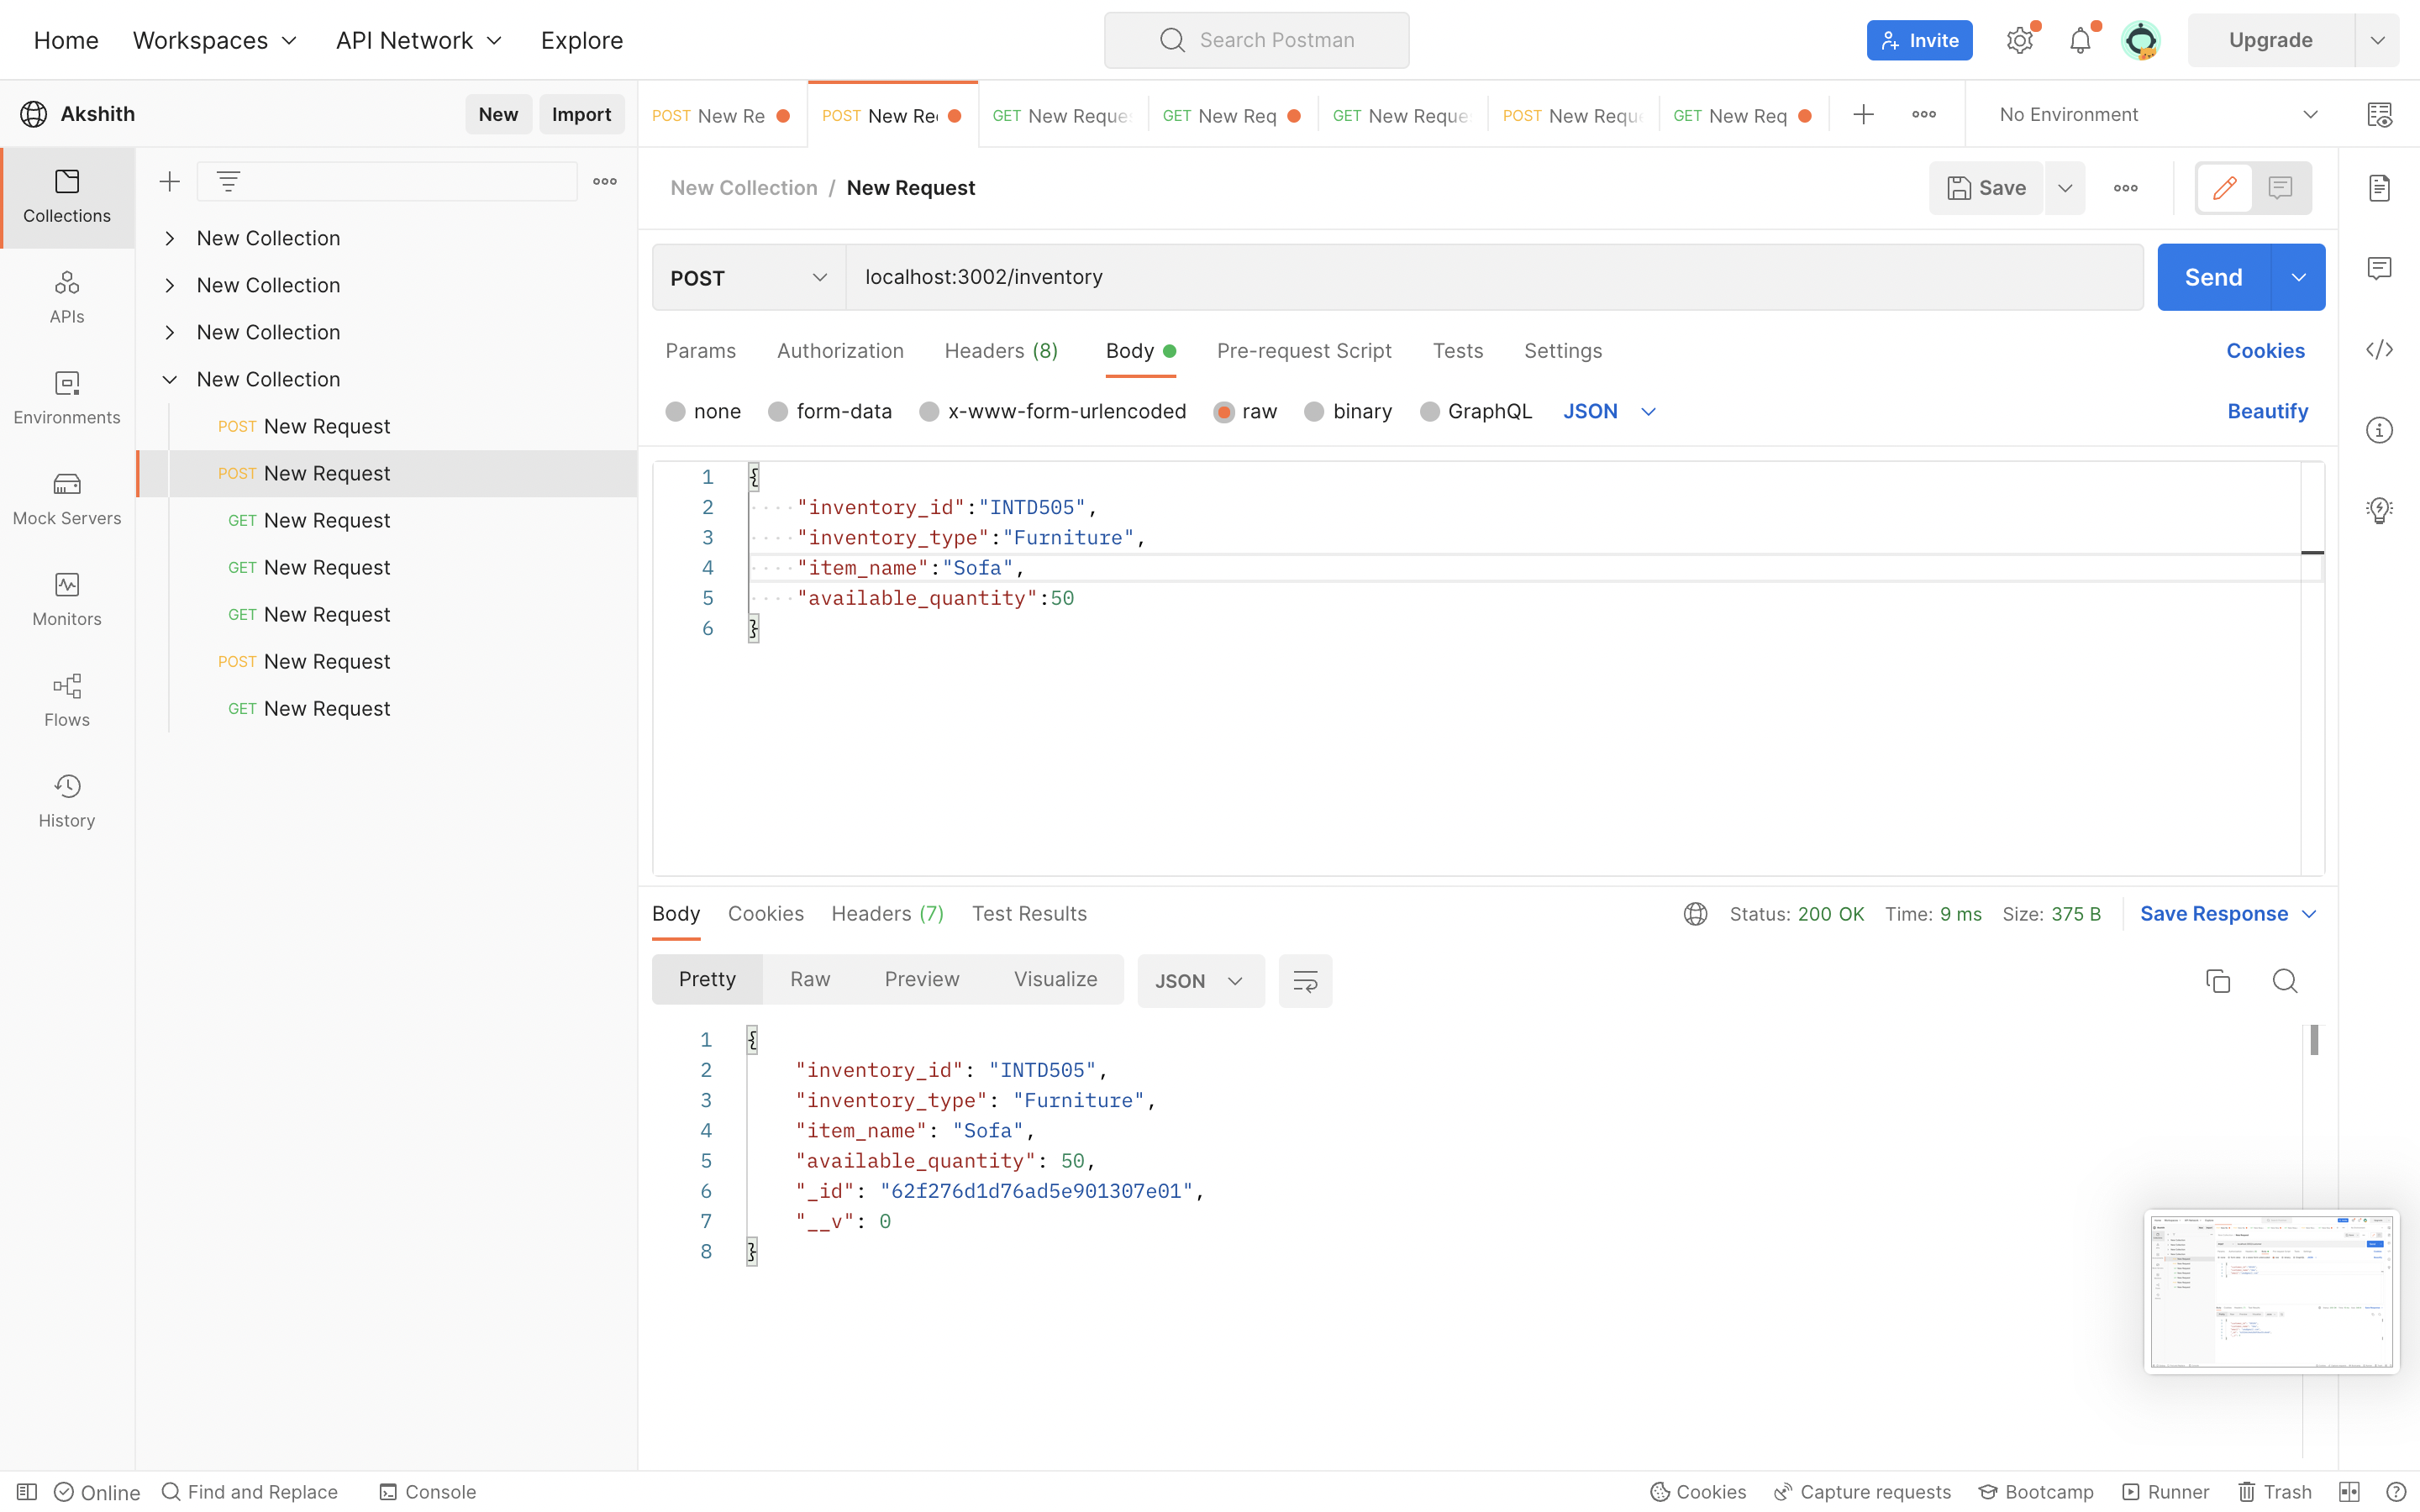 Home Workspaces API Network Explore Search Postman Invite Upgrade
Akshith New Import
POST New Re POST New Re GET New Reque GET New Req GET New Reque POST New Requ GET New Req No Environment
Collections
APIs
Environments
Mock Servers
Monitors
Flows
History
New Collection
New Collection
New Collection
New Collection
POST New Request
POST New Request
GET New Request
GET New Request
GET New Request
POST New Request
GET New Request
New Collection / New Request Save
POST localhost:3002/inventory Send
Params Authorization Headers (8) Body Pre-request Script Tests Settings Cookies
none form-data x-www-form-urlencoded raw binary GraphQL JSON Beautify
1 {
2 "inventory_id":"INTD505",
3 "inventory_type":"Furniture",
4 "item_name":"Sofa",
5 "available_quantity":50
6 }
Body Cookies Headers (7) Test Results Status: 200 OK Time: 9 ms Size: 375 B Save Response
Pretty Raw Preview Visualize JSON
1 {
2 "inventory_id": "INTD505",
3 "inventory_type": "Furniture",
4 "item_name": "Sofa",
5 "available_quantity": 50,
6 "_id": "62f276d1d76ad5e901307e01",
7 "__v": 0
8 }
Online Find and Replace Console Cookies Capture requests Bootcamp Runner Trash